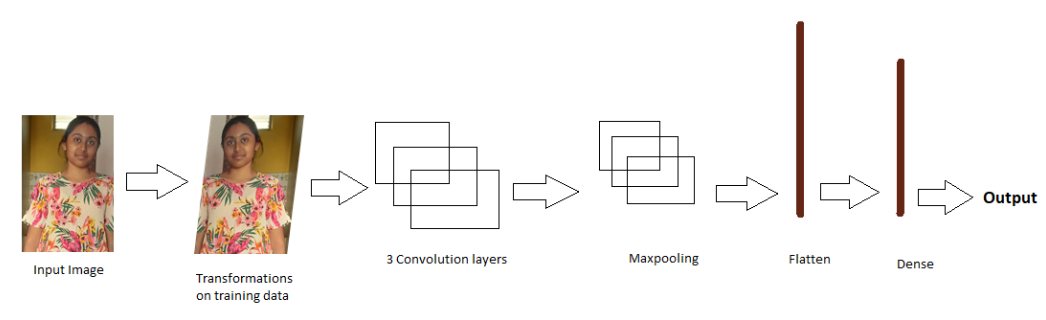 Input Image
Transformations
on training data
3 Convolution layers
Maxpooling
Flatten
Dense
Output